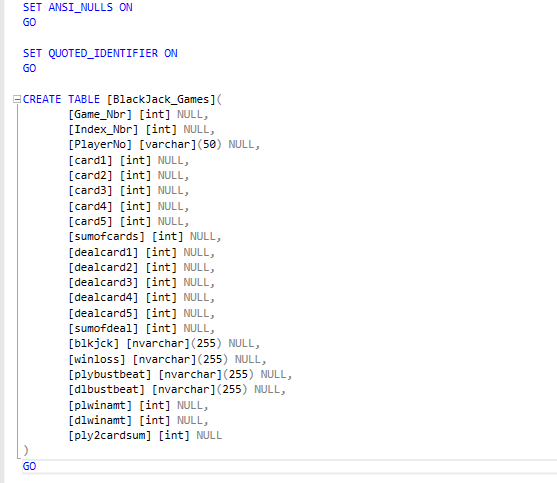 SET ANSI_NULLS ON
GO
SET QUOTED_IDENTIFIER ON
GO
CREATE TABLE [BlackJack_Games](
[Game_Nbr] [int] NULL,
[Index_Nbr] [int] NULL,
[PlayerNo] [varchar](50) NULL,
[card1] [int] NULL,
[card2] [int] NULL,
[card3] [int] NULL,
[card4] [int] NULL,
[card5] [int] NULL,
[sumofcards] [int] NULL,
[dealcard1] [int] NULL,
[dealcard2] [int] NULL,
[dealcard3] [int] NULL,
[dealcard4] [int] NULL,
[dealcard5] [int] NULL,
[sumofdeal] [int] NULL,
[blkjck] [nvarchar](255) NULL,
[winloss] [nvarchar](255) NULL,
[plybustbeat] [nvarchar](255) NULL,
[dlbustbeat] [nvarchar](255) NULL,
[plwinamt] [int] NULL,
[dlwinamt] [int] NULL,
[ply2cardsum] [int] NULL
)
GO